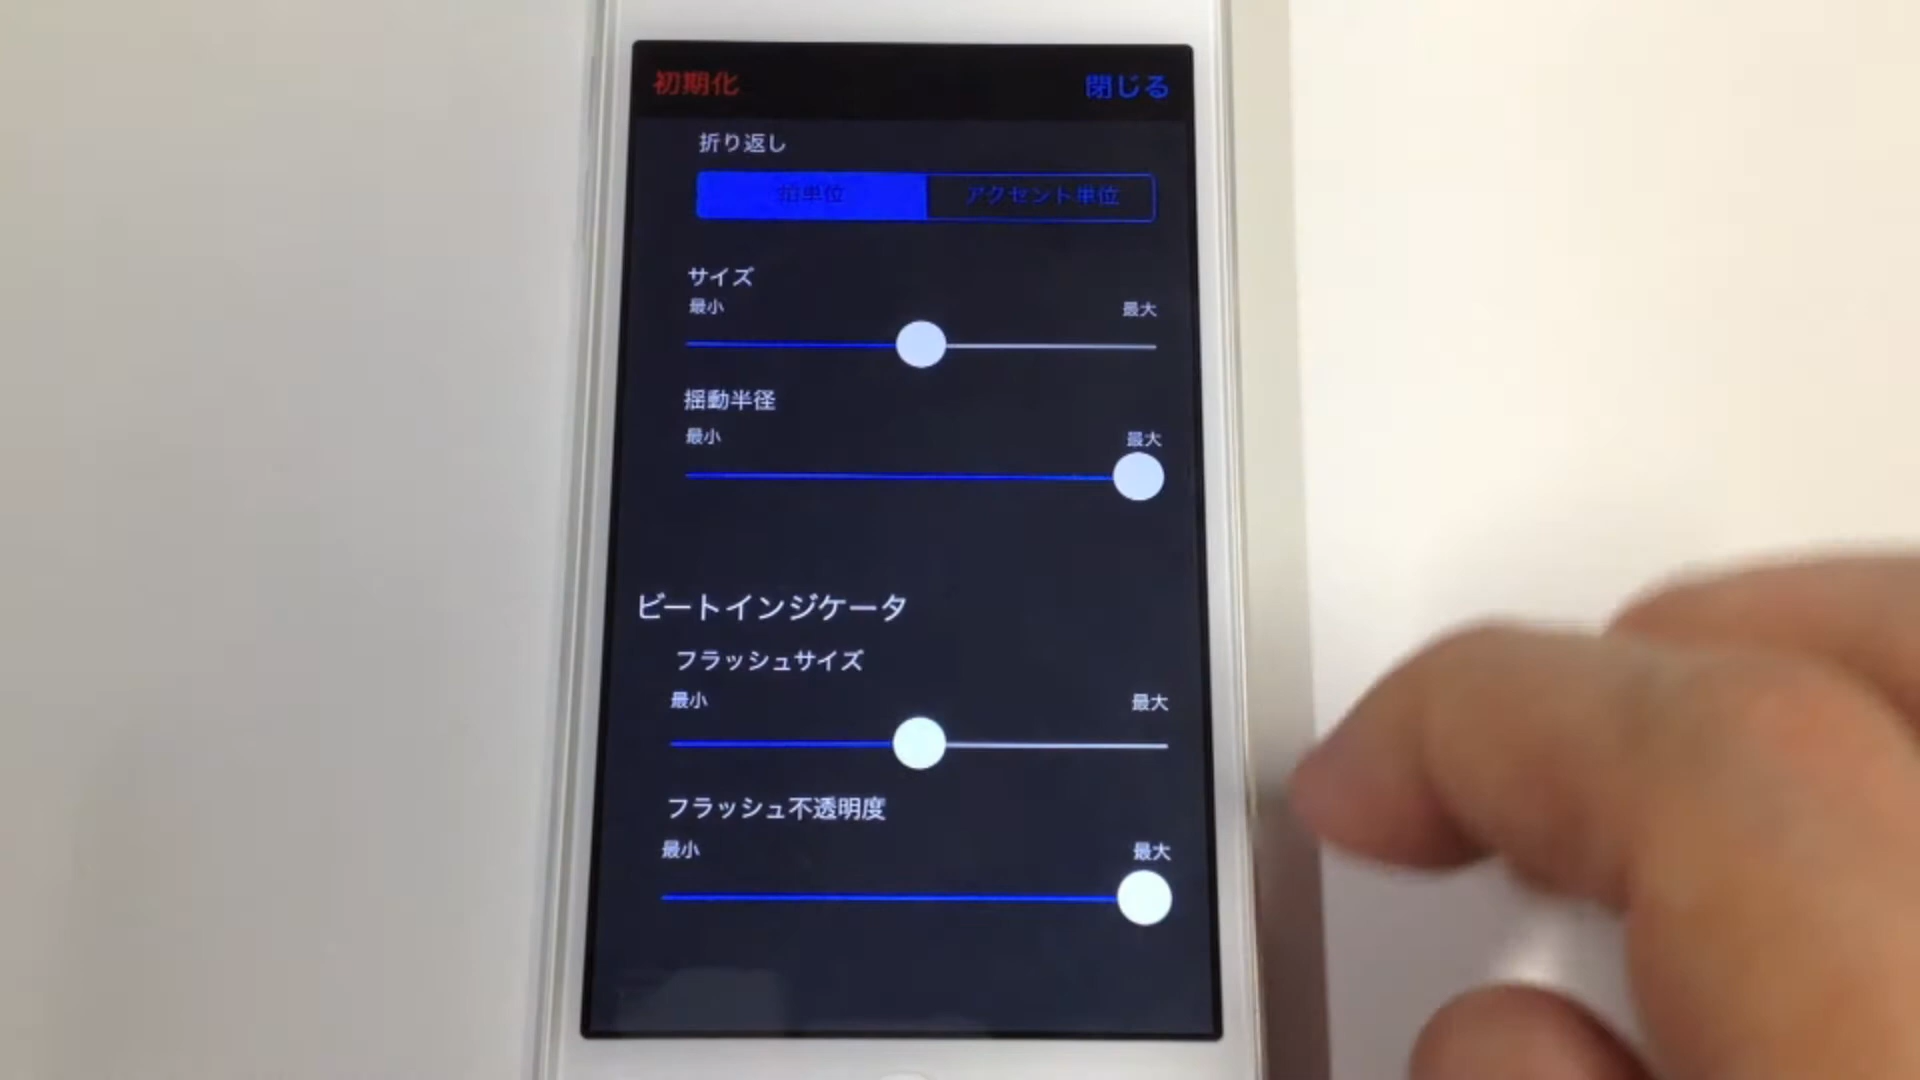 初期化
閉じる
折り返し
拍単位
アクセント単位
サイズ
最小
最大
揺動半径
最小
最大
ビートインジケータ
フラッシュサイズ
最小
最大
フラッシュ不透明度
最小
最大